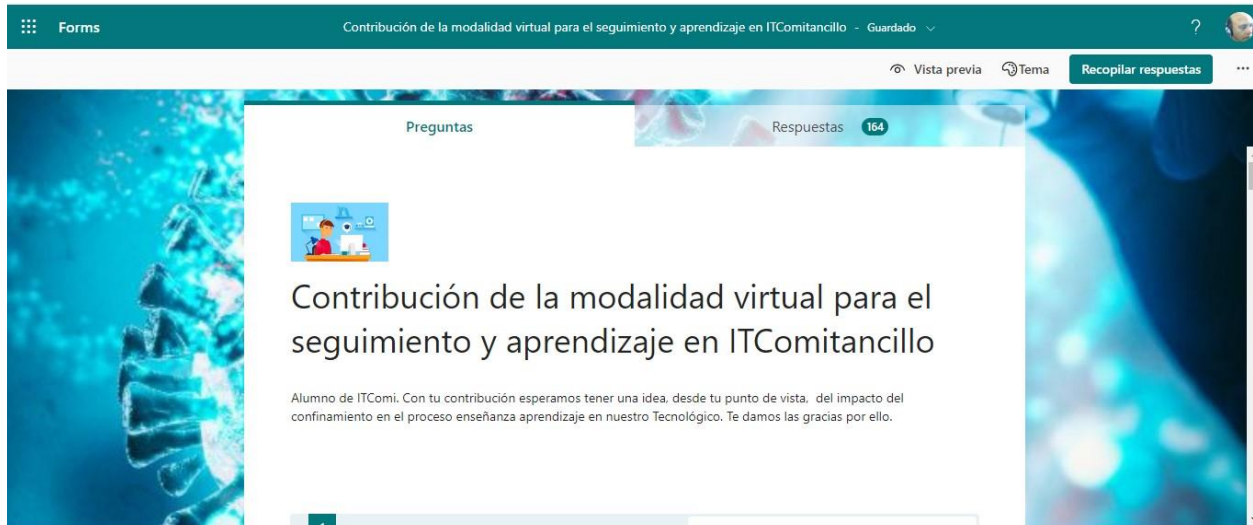 Forms
Contribución de la modalidad virtual para el seguimiento y aprendizaje en ITComitancillo - Guardado
?
Vista previa
Tema
Recopilar respuestas
...
Preguntas
Respuestas 164
Contribución de la modalidad virtual para el
seguimiento y aprendizaje en ITComitancillo
Alumno de ITComi. Con tu contribución esperamos tener una idea, desde tu punto de vista, del impacto del
confinamiento en el proceso enseñanza aprendizaje en nuestro Tecnológico. Te damos las gracias por ello.